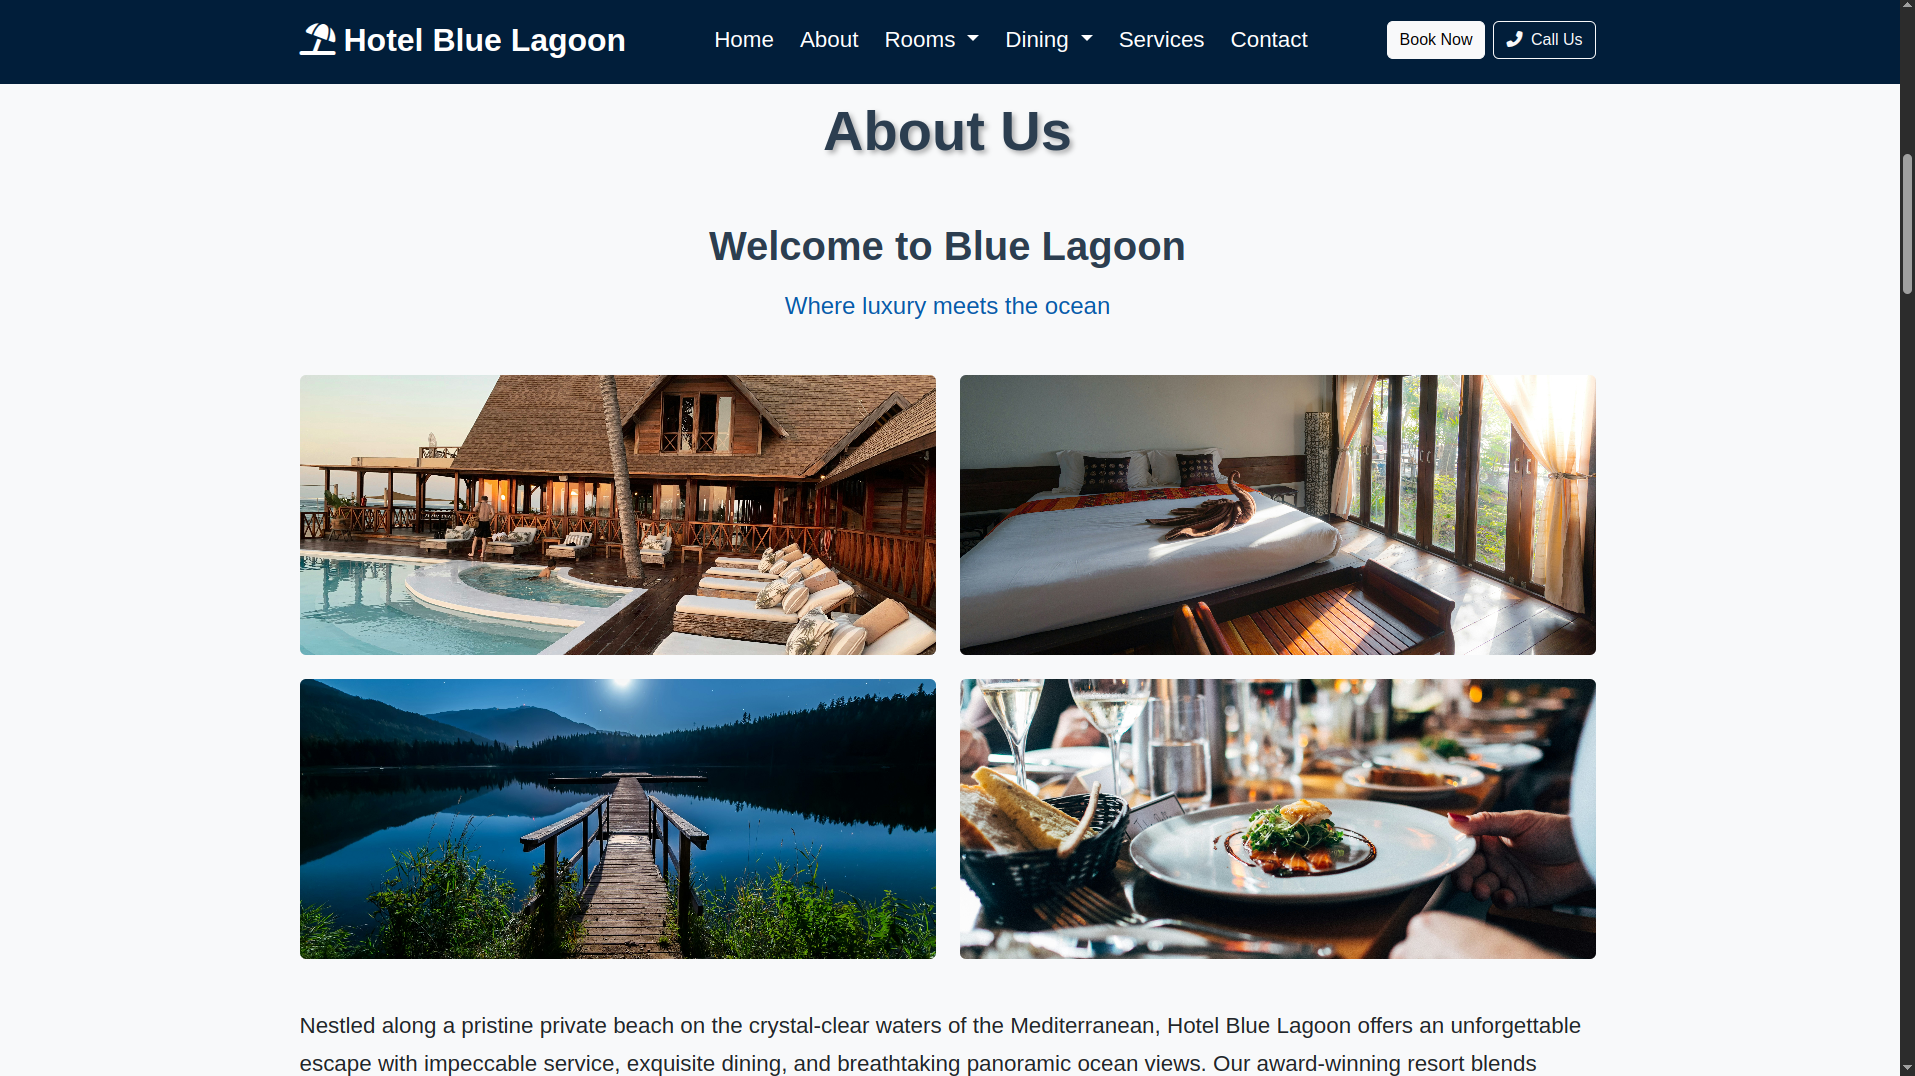 Hotel Blue Lagoon
Home
About
Rooms
Dining
Services
Contact
Book Now
Call Us
About Us
Welcome to Blue Lagoon
Where luxury meets the ocean
Nestled along a pristine private beach on the crystal-clear waters of the Mediterranean, Hotel Blue Lagoon offers an unforgettable
escape with impeccable service, exquisite dining, and breathtaking panoramic ocean views. Our award-winning resort blends